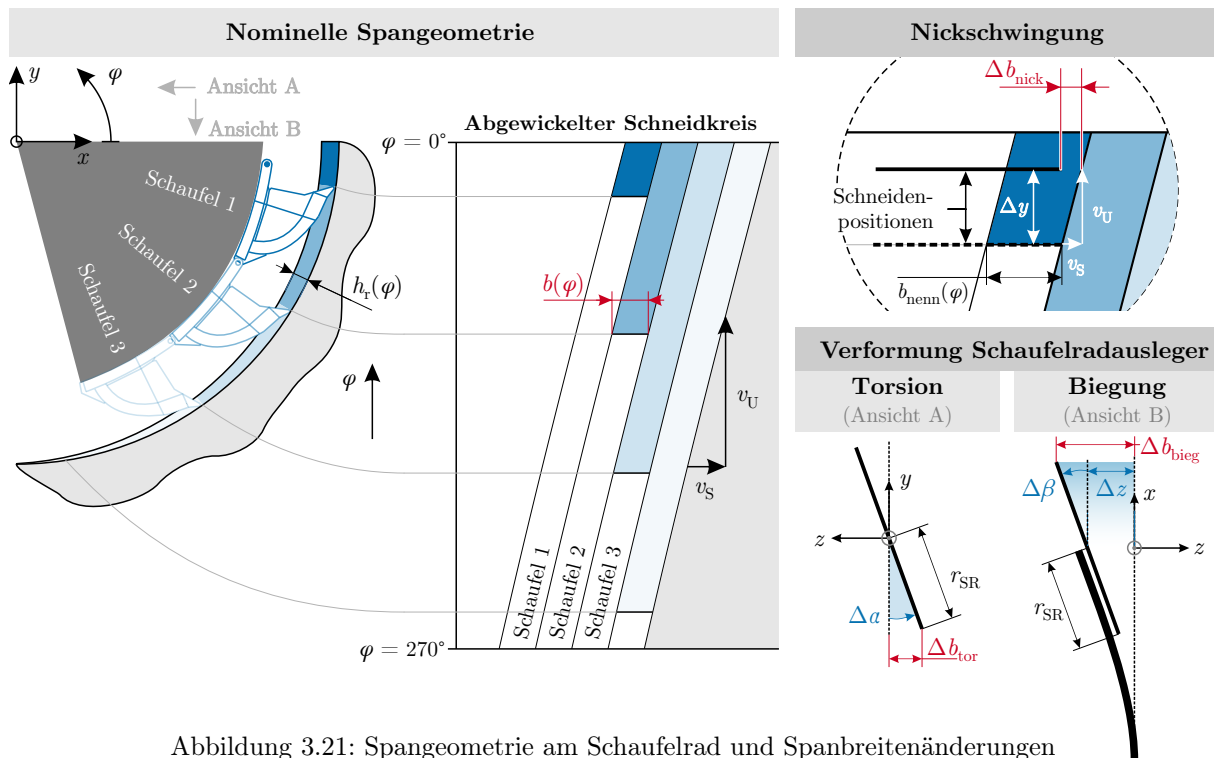 Nominelle Spangeometrie
y
φ
x
Ansicht A
Ansicht B
Schaufel 1
Schaufel 2
Schaufel 3
h_r(φ)
φ
Abgewickelter Schneidkreis
φ = 0°
b(φ)
v_U
v_S
Schaufel 1
Schaufel 2
Schaufel 3
φ = 270°
Nickschwingung
Δb_nick
Schneiden-
positionen
Δy
v_U
v_S
b_nenn(φ)
Verformung Schaufelradausleger
Torsion
(Ansicht A)
y
z
r_SR
Δα
Δb_tor
Biegung
(Ansicht B)
Δb_bieg
Δβ
Δz
x
z
r_SR
Abbildung 3.21: Spangeometrie am Schaufelrad und Spanbreitenänderungen